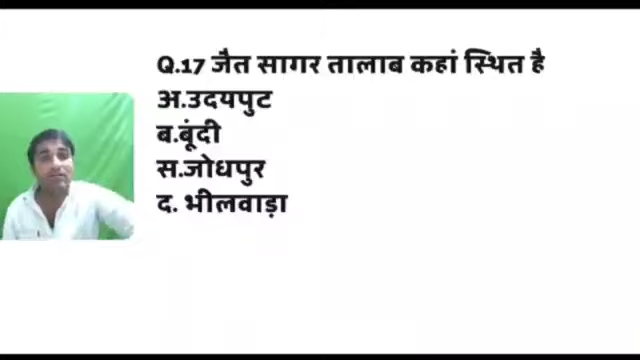 Q.17 जैत सागर तालाब कहां स्थित है
अ.उदयपुट
ब.बूंदी
स.जोधपुर
द. भीलवाड़ा